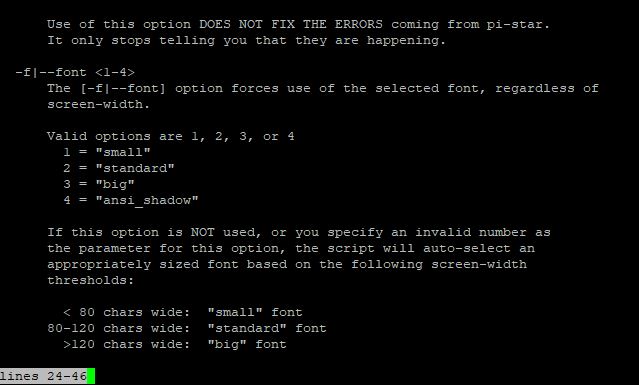 Use of this option DOES NOT FIX THE ERRORS coming from pi-star.
It only stops telling you that they are happening.
-f|--font <1-4>
The [-f|--font] option forces use of the selected font, regardless of
screen-width.
Valid options are 1, 2, 3, or 4
1 = "small"
2 = "standard"
3 = "big"
4 = "ansi_shadow"
If this option is NOT used, or you specify an invalid number as
the parameter for this option, the script will auto-select an
appropriately sized font based on the following screen-width
thresholds:
< 80 chars wide:  "small" font
80-120 chars wide:  "standard" font
>120 chars wide:  "big" font
lines 24-46